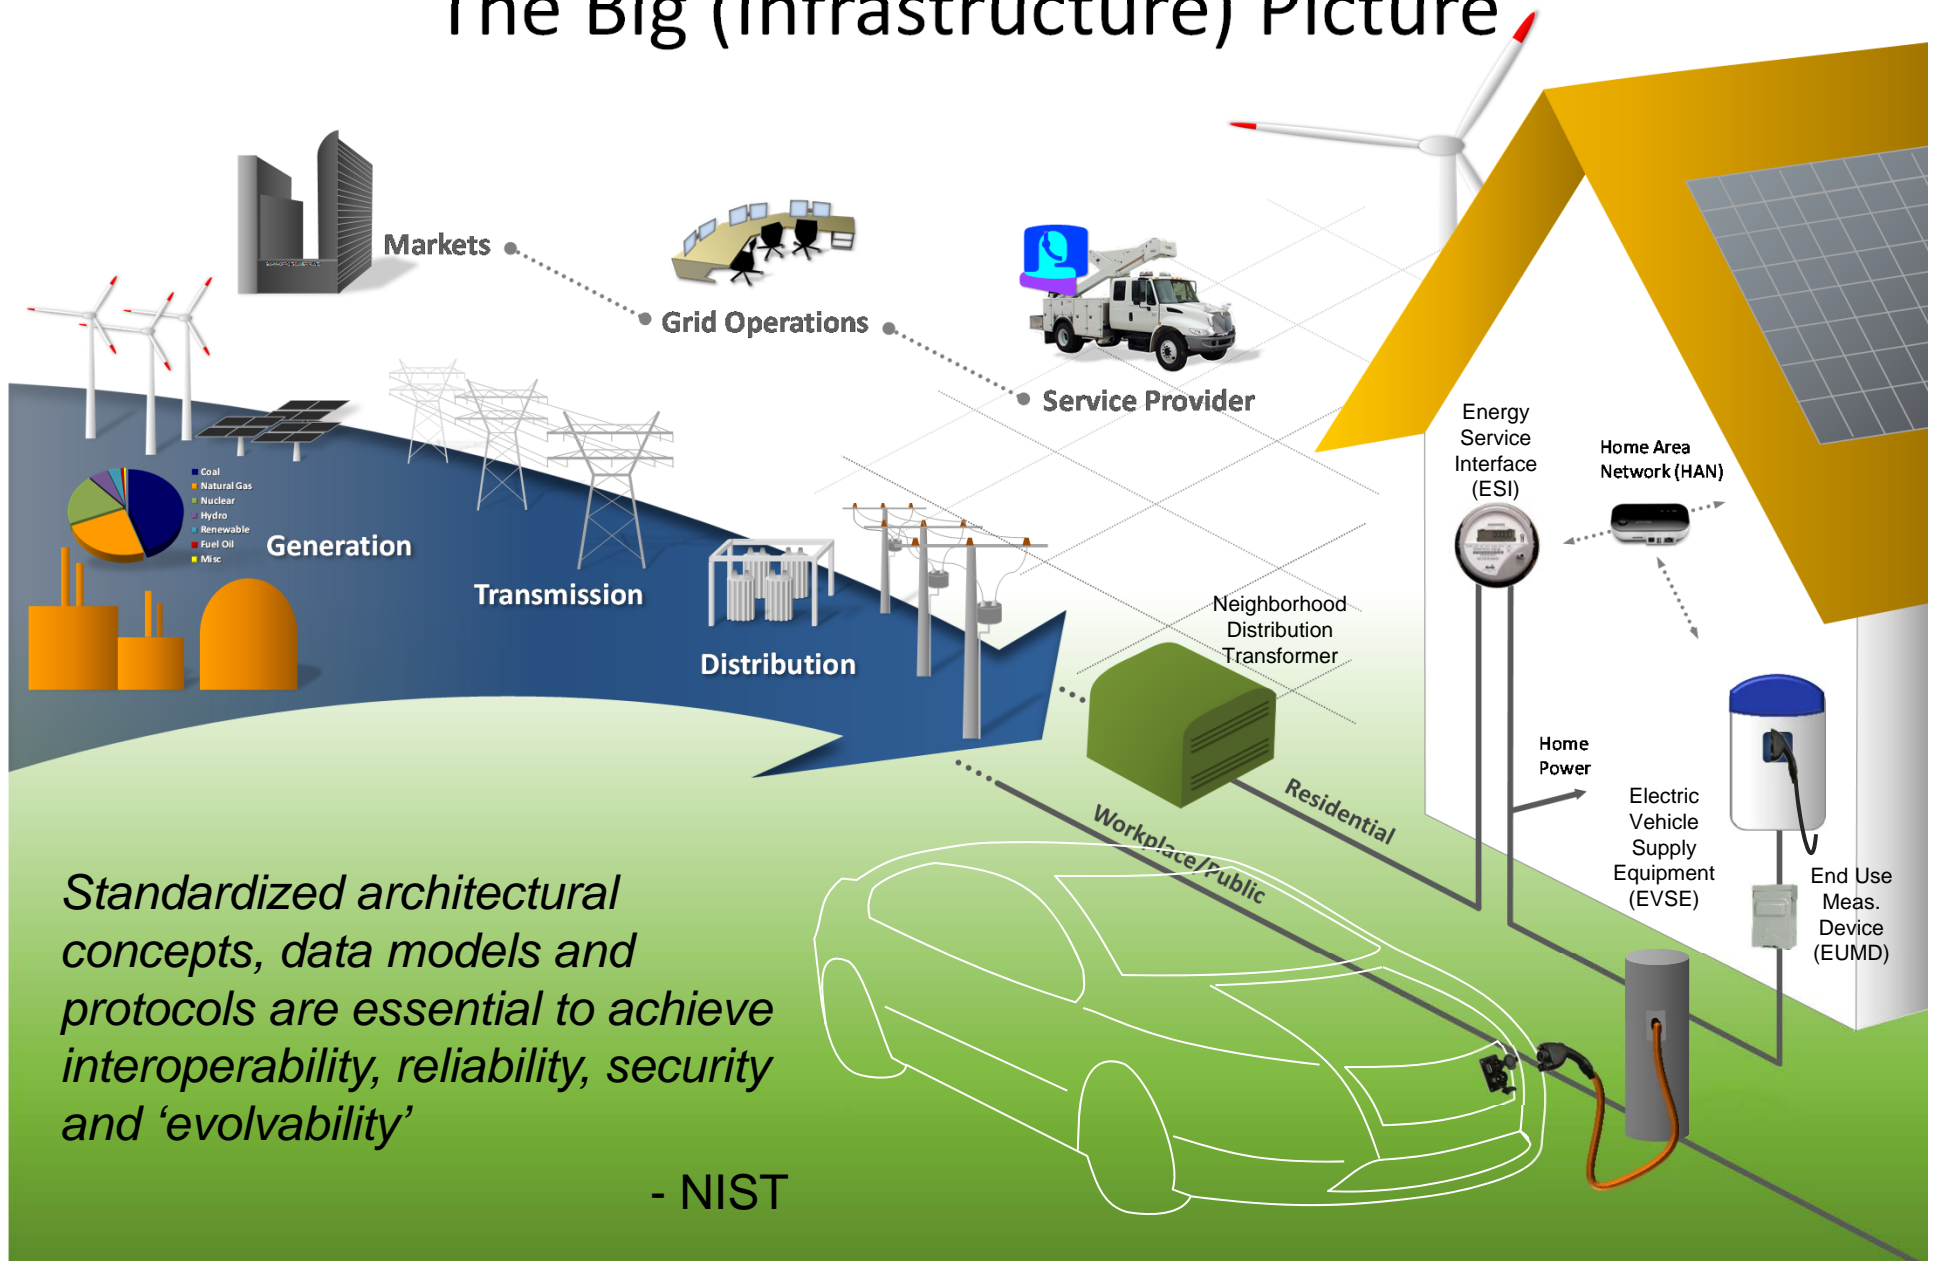 The Big (Infrastructure) Picture
Markets
Grid Operations
Service Provider
Energy
Service
Interface
(ESI)
Home Area
Network (HAN)
Coal
Natural Gas
Nuclear
Hydro
Renewable
Fuel Oil
Misc
Generation
Transmission
Distribution
Neighborhood
Distribution
Transformer
Residential
Workplace/Public
Home
Power
Electric
Vehicle
Supply
Equipment
(EVSE)
End Use
Meas.
Device
(EUMD)
Standardized architectural
concepts, data models and
protocols are essential to achieve
interoperability, reliability, security
and ‘evolvability’
- NIST